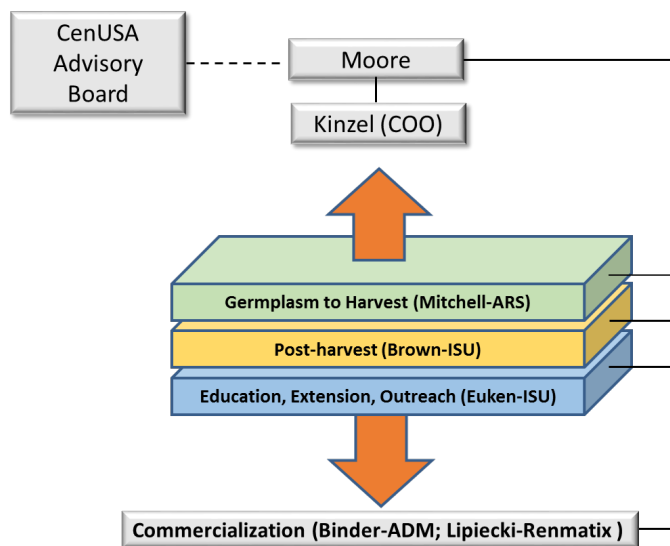 CenUSA
Advisory
Board
Moore
Kinzel (COO)
Germplasm to Harvest (Mitchell-ARS)
Post-harvest (Brown-ISU)
Education, Extension, Outreach (Euken-ISU)
Commercialization (Binder-ADM; Lipiecki-Renmatix )